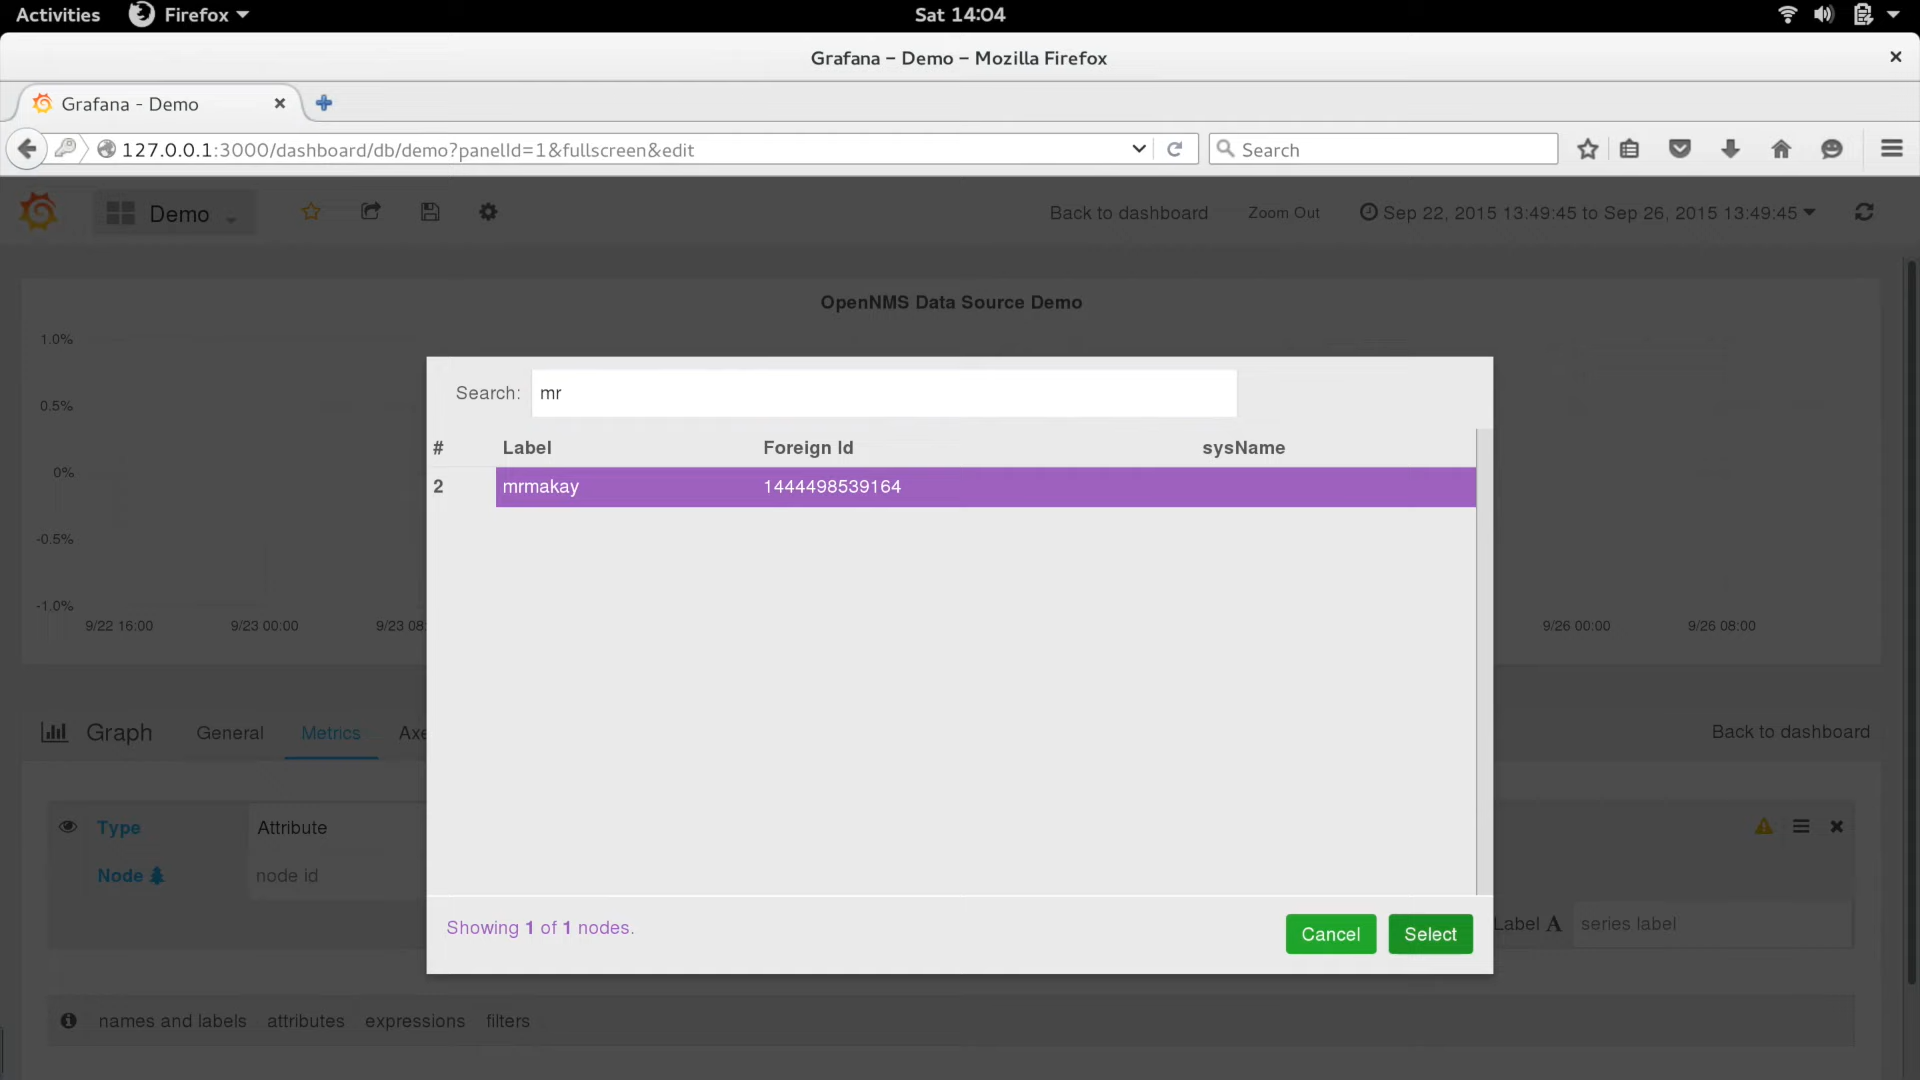 Activities Firefox Sat 14:04
Grafana – Demo – Mozilla Firefox
Grafana - Demo
127.0.0.1:3000/dashboard/db/demo?panelId=1&fullscreen&edit Search
Demo Back to dashboard Zoom Out Sep 22, 2015 13:49:45 to Sep 26, 2015 13:49:45
OpenNMS Data Source Demo
1.0%
0.5%
0%
-0.5%
-1.0%
9/22 16:00 9/23 00:00 9/23 08: 9/26 00:00 9/26 08:00
Search: mr
# Label Foreign Id sysName
2 mrmakay 1444498539164
Showing 1 of 1 nodes.
Cancel Select
Graph General Metrics Axe Back to dashboard
Type Attribute
Node node id
Label A series label
names and labels attributes expressions filters